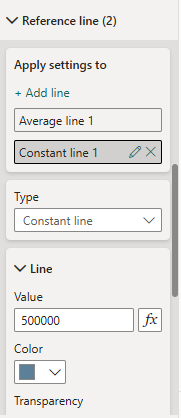 Reference line (2)
Apply settings to
+ Add line
Average line 1
Constant line 1
Type
Constant line
Line
Value
500000
fx
Color
Transparency